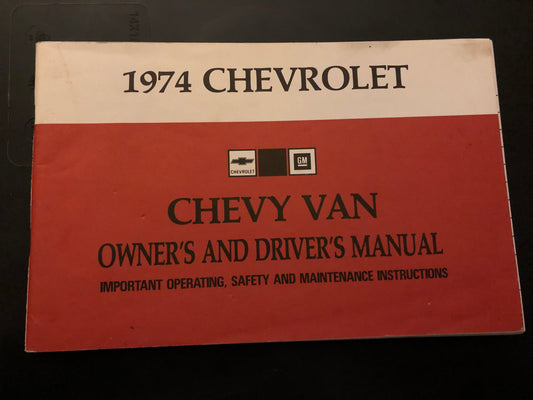 1974 CHEVROLET
CHEVROLET
GM
CHEVY VAN
OWNER'S AND DRIVER'S MANUAL
IMPORTANT OPERATING, SAFETY AND MAINTENANCE INSTRUCTIONS